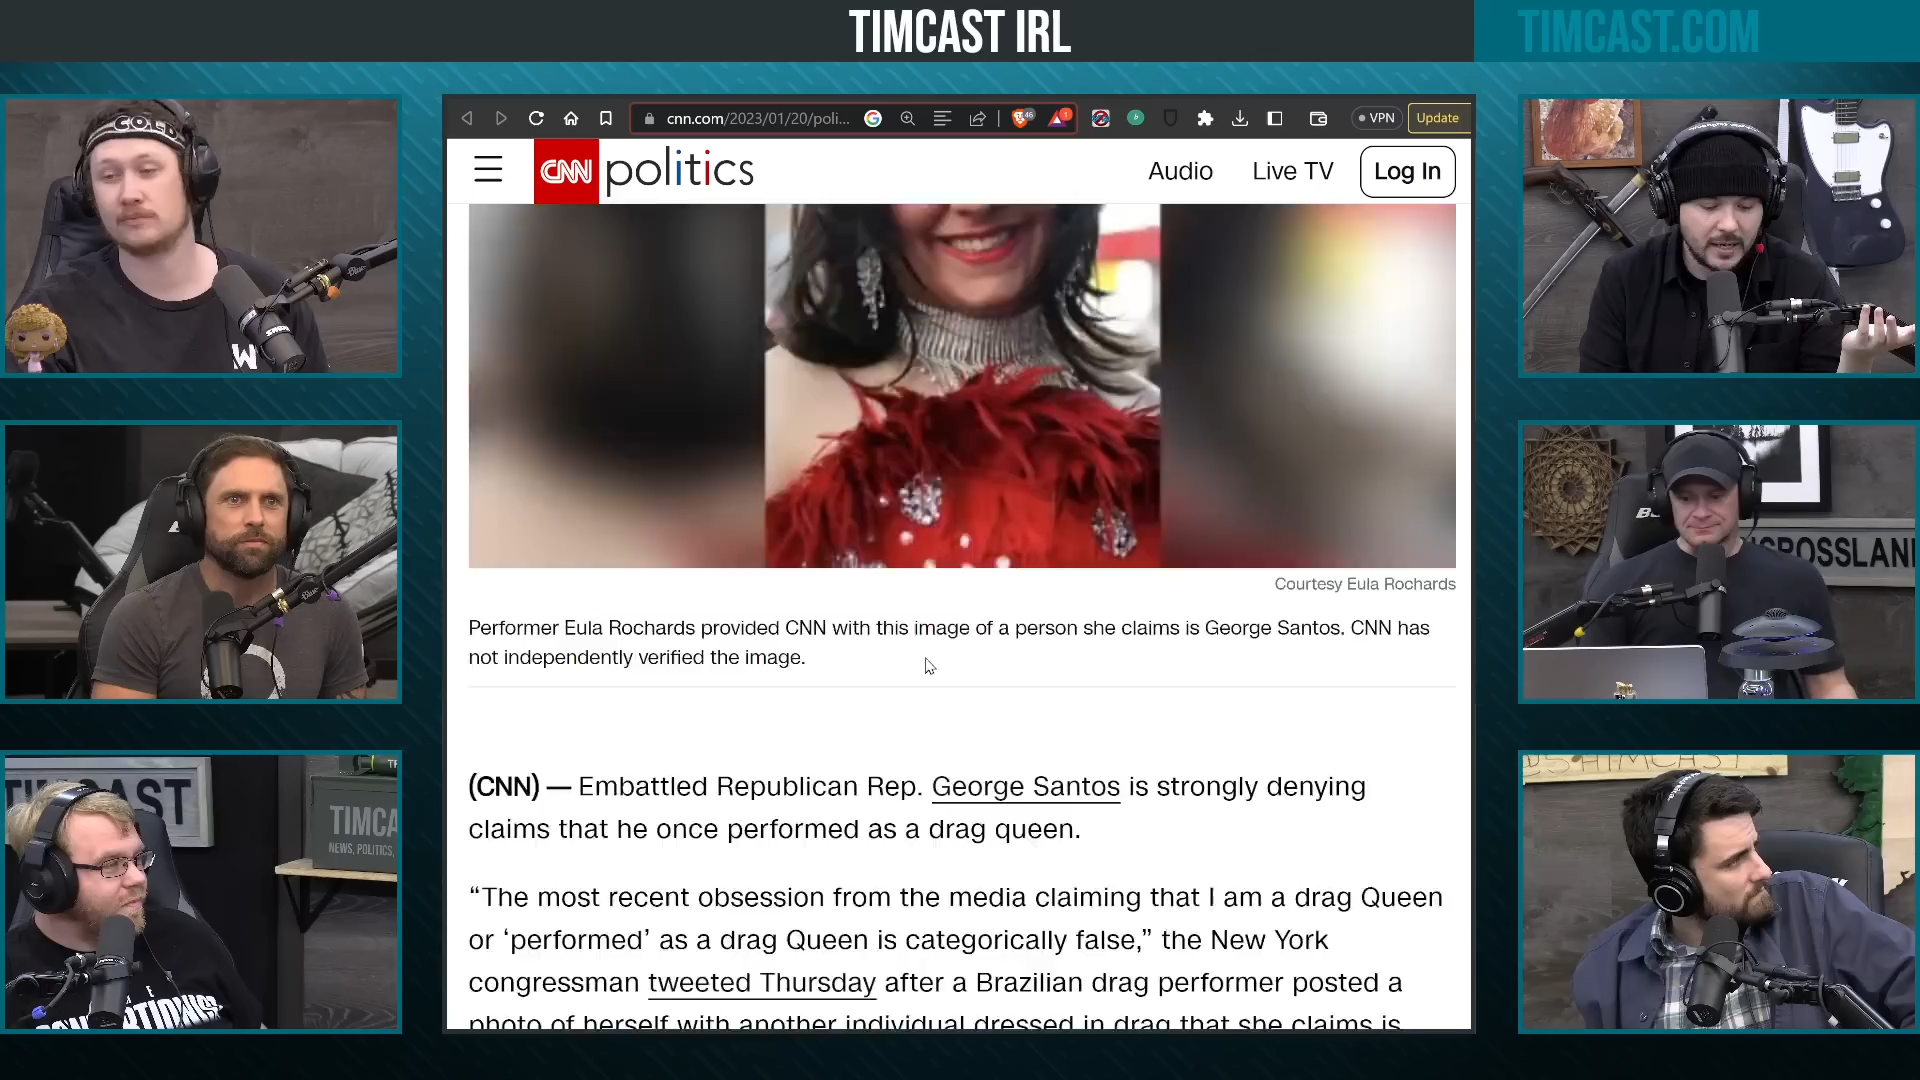 TIMCAST IRL
TIMCAST.COM
cnn.com/2023/01/20/poli...
46
1
VPN
Update
CNN politics
Audio
Live TV
Log In
COLD
W
Courtesy Eula Rochards
Performer Eula Rochards provided CNN with this image of a person she claims is George Santos. CNN has
not independently verified the image.
(CNN) — Embattled Republican Rep. George Santos is strongly denying
claims that he once performed as a drag queen.
“The most recent obsession from the media claiming that I am a drag Queen
or ‘performed’ as a drag Queen is categorically false,” the New York
congressman tweeted Thursday after a Brazilian drag performer posted a
photo of herself with another individual dressed in drag that she claims is
TIMCAST
TIMCA
NEWS, POLITICS,